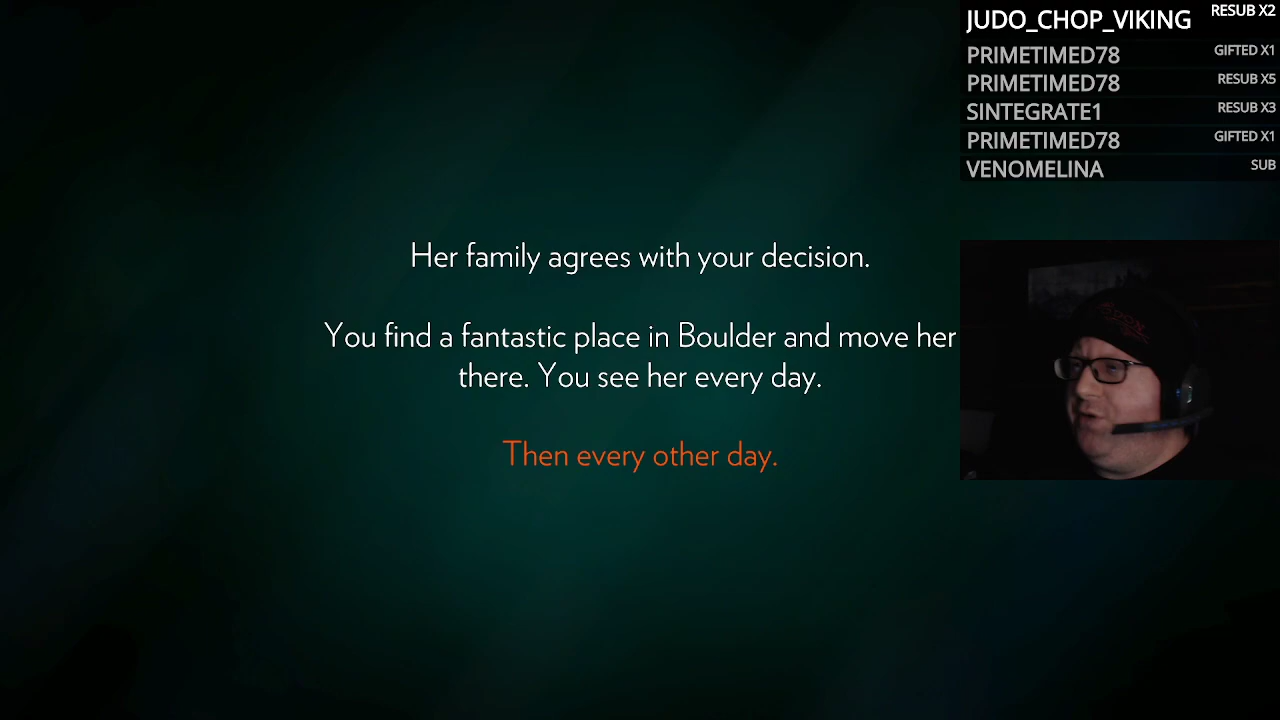 JUDO_CHOP_VIKING RESUB X2
PRIMETIMED78 GIFTED X1
PRIMETIMED78 RESUB X5
SINTEGRATE1 RESUB X3
PRIMETIMED78 GIFTED X1
VENOMELINA SUB
Her family agrees with your decision.
You find a fantastic place in Boulder and move her
there. You see her every day.
Then every other day.